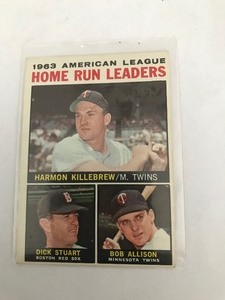 1963 AMERICAN LEAGUE
HOME RUN LEADERS
HARMON KILLEBREW/M. TWINS
DICK STUART
BOSTON RED SOX
BOB ALLISON
MINNESOTA TWINS